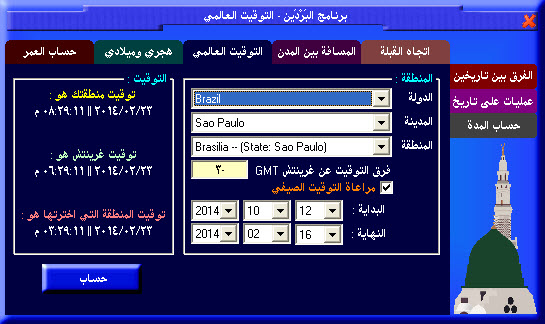 برنامج البَرْدَين - التوقيت العالمي
اتجاه القبلة
المسافة بين المدن
التوقيت العالمي
هجري وميلادي
حساب العمر
الفرق بين تاريخين
عمليات على تاريخ
حساب المدة
المنطقة :
الدولة
Brazil
المدينة
Sao Paulo
المنطقة
Brasilia -- (State: Sao Paulo)
فرق التوقيت عن غرينتش GMT
٣-
مراعاة التوقيت الصيفي
البداية :
12 10 2014
النهاية :
16 02 2014
التوقيت :
توقيت منطقتك هو :
٢٠١٤/٠٢/٢٣ || ٠٨:٢٩:١١ م
توقيت غرينتش هو :
٢٠١٤/٠٢/٢٣ || ٠٦:٢٩:١١ م
توقيت المنطقة التي اخترتها هو :
٢٠١٤/٠٢/٢٣ || ٠٣:٢٩:١١ م
حساب